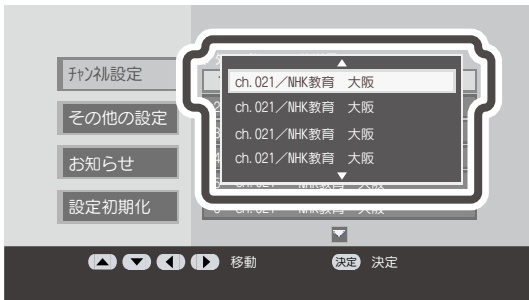 チャンネル設定
その他の設定
お知らせ
設定初期化
ch.021／NHK教育　大阪
ch.021／NHK教育　大阪
ch.021／NHK教育　大阪
ch.021／NHK教育　大阪
移動
決定 決定